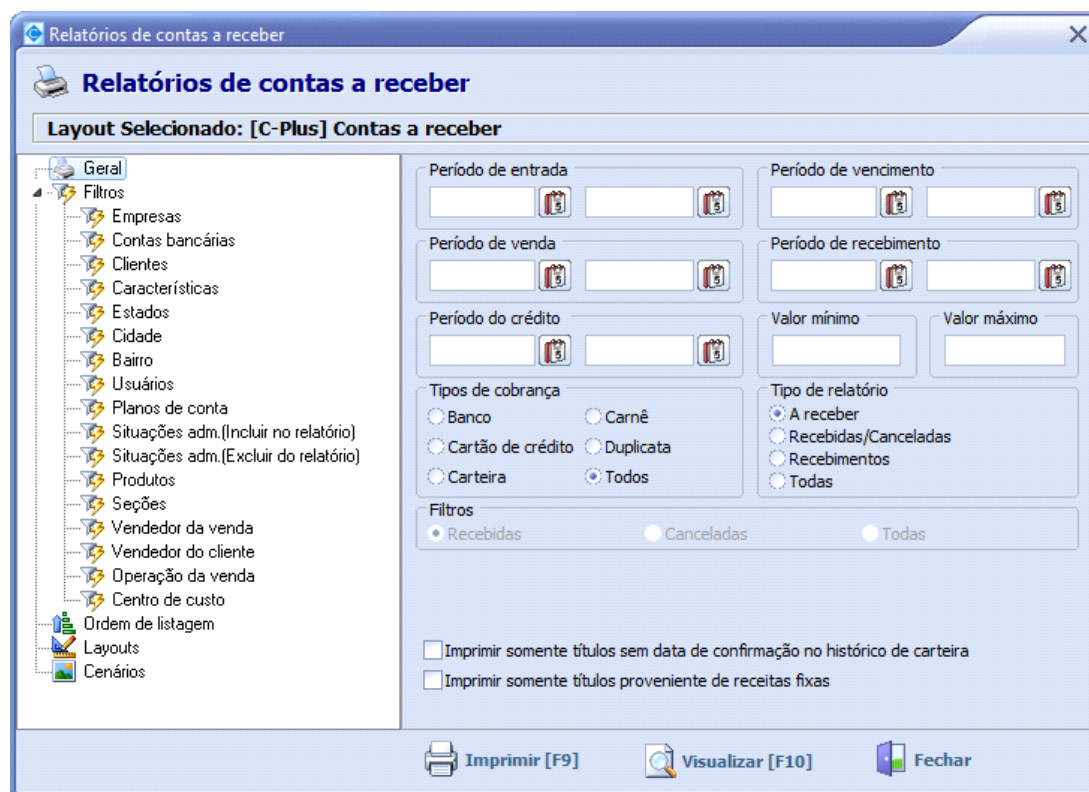 Relatórios de contas a receber
Relatórios de contas a receber
Layout Selecionado: [C-Plus] Contas a receber
Geral
Filtros
Empresas
Contas bancárias
Clientes
Características
Estados
Cidade
Bairro
Usuários
Planos de conta
Situações adm.(Incluir no relatório)
Situações adm.(Excluir do relatório)
Produtos
Seções
Vendedor da venda
Vendedor do cliente
Operação da venda
Centro de custo
Ordem de listagem
Layouts
Cenários
Período de entrada
Período de vencimento
Período de venda
Período de recebimento
Período do crédito
Valor mínimo
Valor máximo
Tipos de cobrança
Banco
Carnê
Cartão de crédito
Duplicata
Carteira
Todos
Tipo de relatório
A receber
Recebidas/Canceladas
Recebimentos
Todas
Filtros
Recebidas
Canceladas
Todas
Imprimir somente títulos sem data de confirmação no histórico de carteira
Imprimir somente títulos proveniente de receitas fixas
Imprimir [F9]
Visualizar [F10]
Fechar